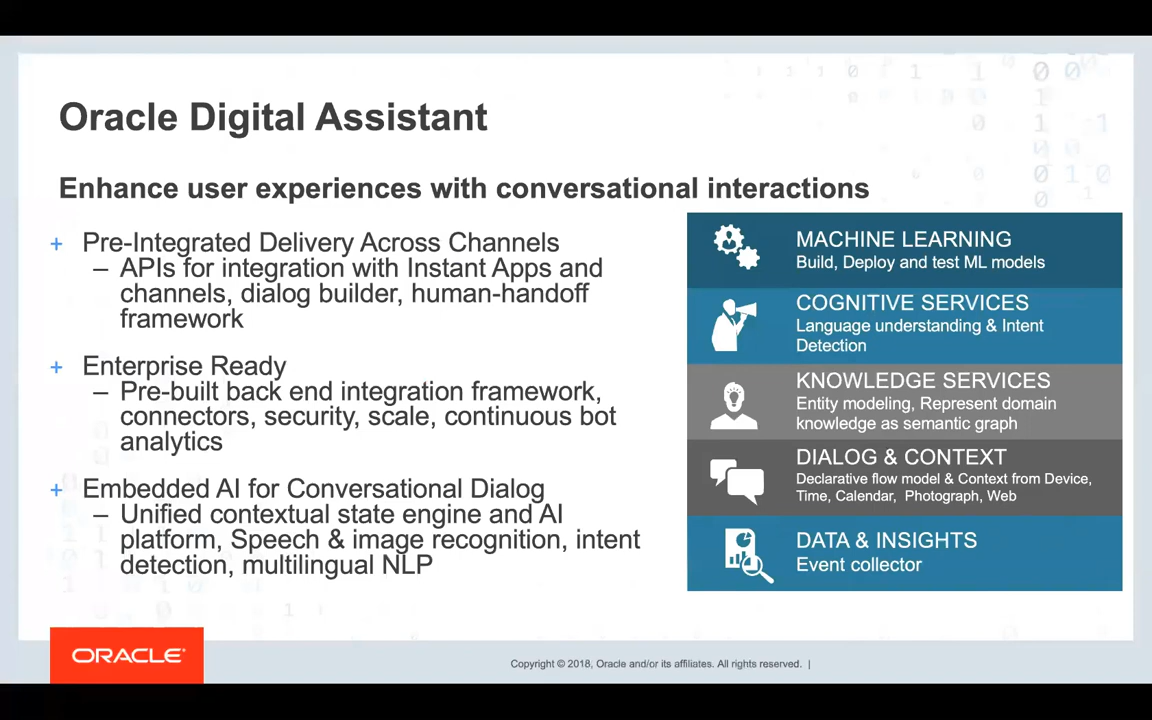 Oracle Digital Assistant
Enhance user experiences with conversational interactions
+ Pre-Integrated Delivery Across Channels
– APIs for integration with Instant Apps and
channels, dialog builder, human-handoff
framework
+ Enterprise Ready
– Pre-built back end integration framework,
connectors, security, scale, continuous bot
analytics
+ Embedded AI for Conversational Dialog
– Unified contextual state engine and AI
platform, Speech & image recognition, intent
detection, multilingual NLP
MACHINE LEARNING
Build, Deploy and test ML models
COGNITIVE SERVICES
Language understanding & Intent
Detection
KNOWLEDGE SERVICES
Entity modeling, Represent domain
knowledge as semantic graph
DIALOG & CONTEXT
Declarative flow model & Context from Device,
Time, Calendar, Photograph, Web
DATA & INSIGHTS
Event collector
ORACLE®
Copyright © 2018, Oracle and/or its affiliates. All rights reserved. |